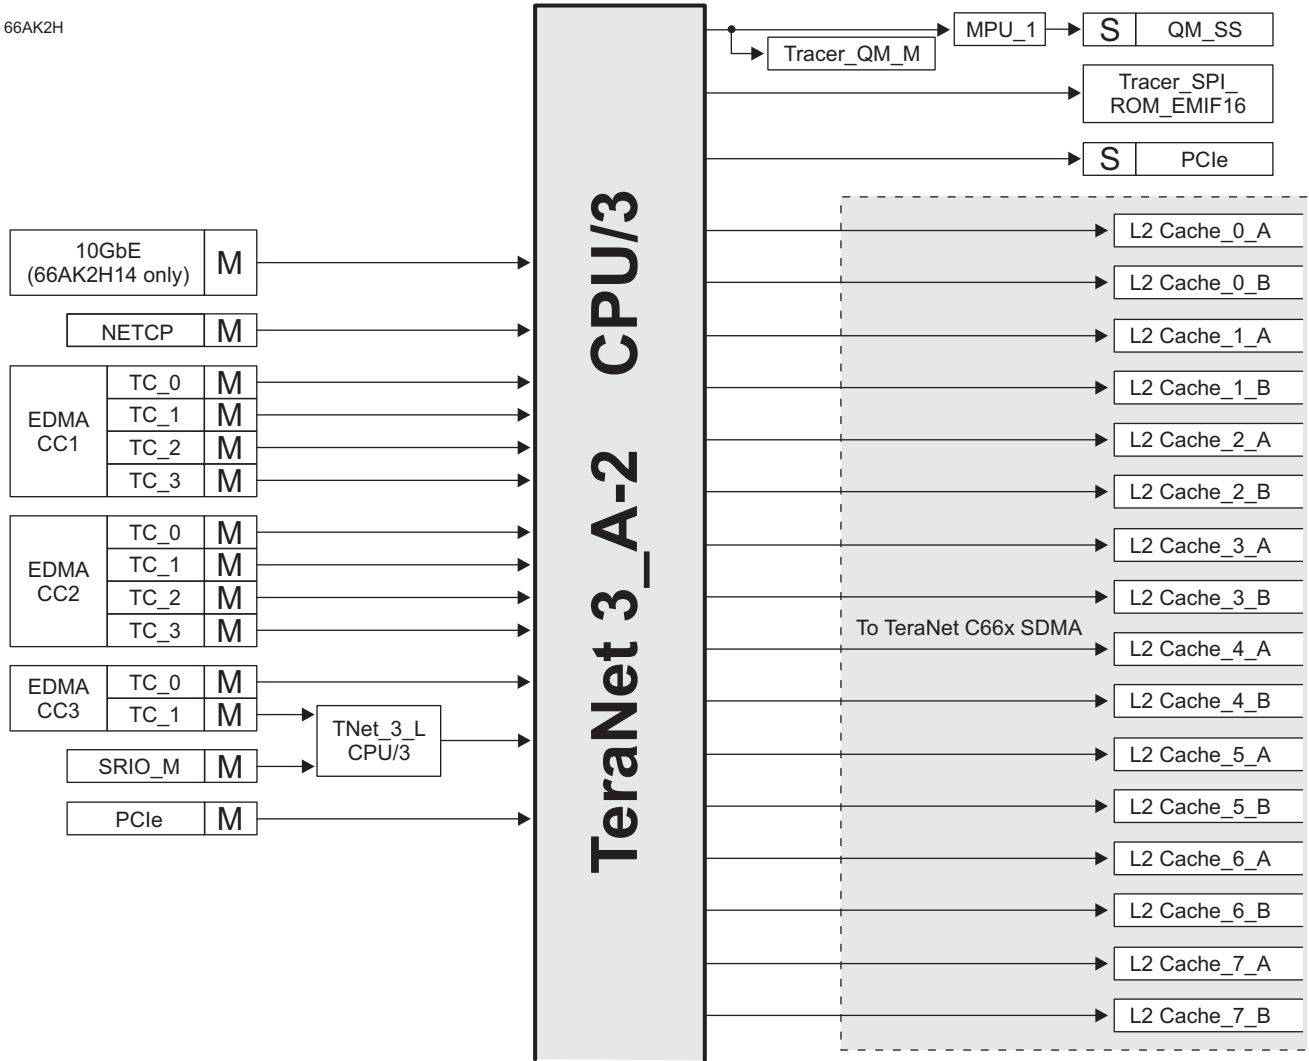 66AK2H
10GbE
(66AK2H14 only)
M
NETCP
M
EDMA
CC1
TC_0
M
TC_1
M
TC_2
M
TC_3
M
EDMA
CC2
TC_0
M
TC_1
M
TC_2
M
TC_3
M
EDMA
CC3
TC_0
M
TC_1
M
SRIO_M
M
TNet_3_L
CPU/3
PCIe
M
TeraNet 3_A-2 CPU/3
Tracer_QM_M
MPU_1
S
QM_SS
Tracer_SPI_
ROM_EMIF16
S
PCIe
To TeraNet C66x SDMA
L2 Cache_0_A
L2 Cache_0_B
L2 Cache_1_A
L2 Cache_1_B
L2 Cache_2_A
L2 Cache_2_B
L2 Cache_3_A
L2 Cache_3_B
L2 Cache_4_A
L2 Cache_4_B
L2 Cache_5_A
L2 Cache_5_B
L2 Cache_6_A
L2 Cache_6_B
L2 Cache_7_A
L2 Cache_7_B